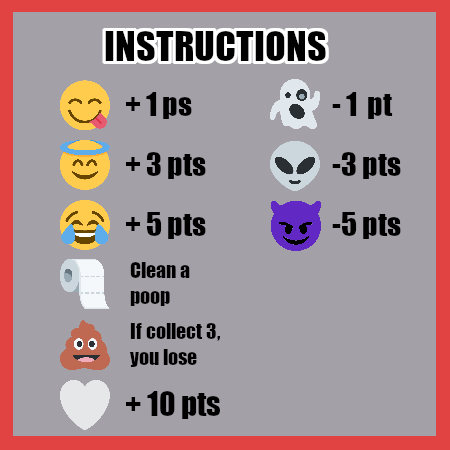 INSTRUCTIONS
+ 1 ps
- 1 pt
+ 3 pts
-3 pts
+ 5 pts
-5 pts
Clean a
poop
If collect 3,
you lose
+ 10 pts